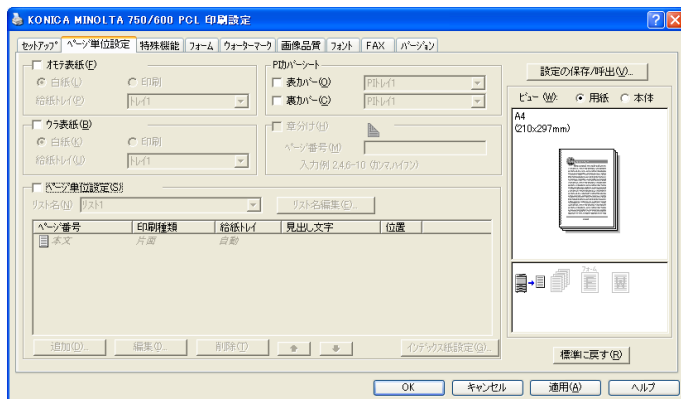 KONICA MINOLTA 750/600 PCL 印刷設定
セットアップ ページ単位設定 特殊機能 フォーム ウォーターマーク 画像品質 フォント FAX バージョン
オモテ表紙(F)
白紙(L) 印刷
給紙トレイ(P) トレイ1
ウラ表紙(B)
白紙(K) 印刷
給紙トレイ(U) トレイ1
PIカバーシート
表カバー(O) PIトレイ1
裏カバー(Q) PIトレイ1
章分け(H)
ページ番号(M)
入力例:2,4,6-10 (カンマ,ハイフン)
ページ単位設定(S)
リスト名(N) リスト1 リスト名編集(E)...
ページ番号 印刷種類 給紙トレイ 見出し文字 位置
本文 片面 自動
追加(D)... 編集(I)... 削除(T) インデックス紙設定(G)...
設定の保存/呼出(V)...
ビュー(W): 用紙 本体
A4
(210x297mm)
フォーム
標準に戻す(R)
OK キャンセル 適用(A) ヘルプ